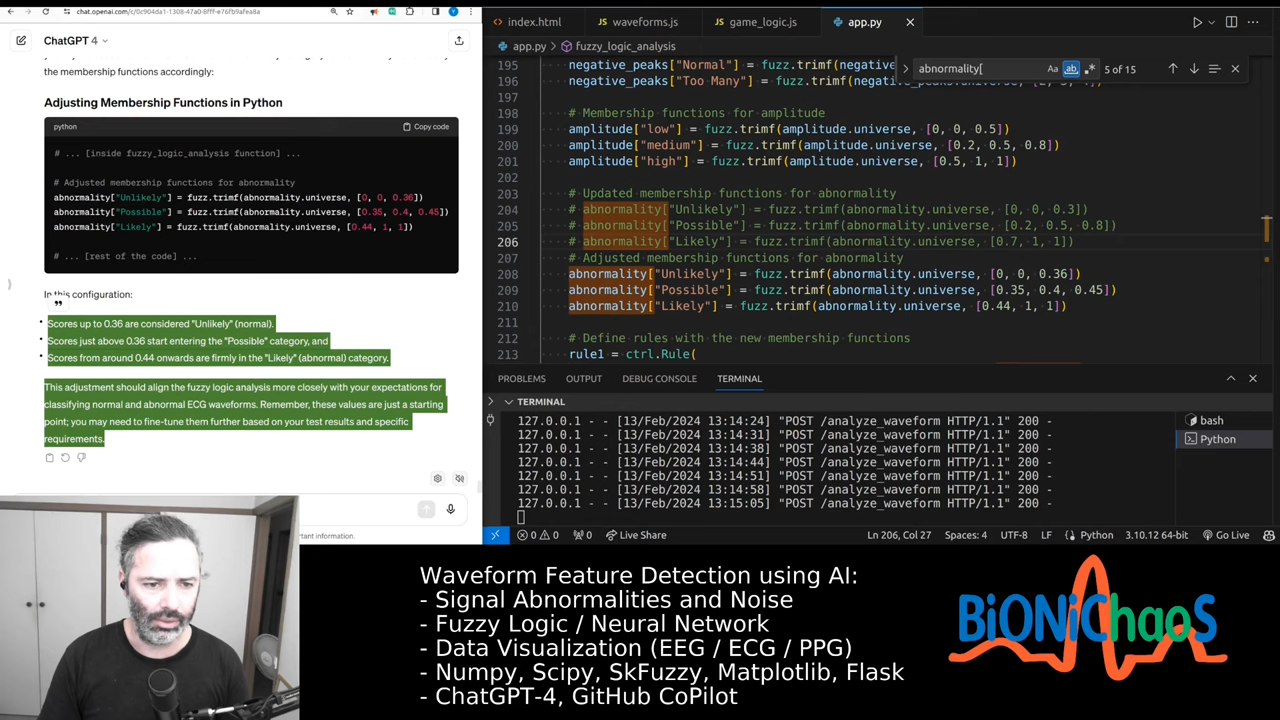 chat.openai.com/c/0c904da1-1308-47a0-8fff-e76fb9afea8a
ChatGPT 4
the membership functions accordingly:
Adjusting Membership Functions in Python
python
Copy code
# ... [inside fuzzy_logic_analysis function] ...
# Adjusted membership functions for abnormality
abnormality["Unlikely"] = fuzz.trimf(abnormality.universe, [0, 0, 0.36])
abnormality["Possible"] = fuzz.trimf(abnormality.universe, [0.35, 0.4, 0.45])
abnormality["Likely"] = fuzz.trimf(abnormality.universe, [0.44, 1, 1])
# ... [rest of the code] ...
In this configuration:
• Scores up to 0.36 are considered "Unlikely" (normal).
• Scores just above 0.36 start entering the "Possible" category, and
• Scores from around 0.44 onwards are firmly in the "Likely" (abnormal) category.
This adjustment should align the fuzzy logic analysis more closely with your expectations for
classifying normal and abnormal ECG waveforms. Remember, these values are just a starting
point; you may need to fine-tune them further based on your test results and specific
requirements.
ortant information.
index.html
waveforms.js
game_logic.js
app.py
app.py
fuzzy_logic_analysis
abnormality[
Aa
ab
5 of 15
195 negative_peaks["Normal"] = fuzz.trimf(negative
196 negative_peaks["Too Many"] = fuzz.trimf(negative_peaks.universe, [2, 3, 4])
197
198 # Membership functions for amplitude
199 amplitude["low"] = fuzz.trimf(amplitude.universe, [0, 0, 0.5])
200 amplitude["medium"] = fuzz.trimf(amplitude.universe, [0.2, 0.5, 0.8])
201 amplitude["high"] = fuzz.trimf(amplitude.universe, [0.5, 1, 1])
202
203 # Updated membership functions for abnormality
204 # abnormality["Unlikely"] = fuzz.trimf(abnormality.universe, [0, 0, 0.3])
205 # abnormality["Possible"] = fuzz.trimf(abnormality.universe, [0.2, 0.5, 0.8])
206 # abnormality["Likely"] = fuzz.trimf(abnormality.universe, [0.7, 1, 1])
207 # Adjusted membership functions for abnormality
208 abnormality["Unlikely"] = fuzz.trimf(abnormality.universe, [0, 0, 0.36])
209 abnormality["Possible"] = fuzz.trimf(abnormality.universe, [0.35, 0.4, 0.45])
210 abnormality["Likely"] = fuzz.trimf(abnormality.universe, [0.44, 1, 1])
211
212 # Define rules with the new membership functions
213 rule1 = ctrl.Rule(
PROBLEMS
OUTPUT
DEBUG CONSOLE
TERMINAL
TERMINAL
127.0.0.1 - - [13/Feb/2024 13:14:24] "POST /analyze_waveform HTTP/1.1" 200 -
127.0.0.1 - - [13/Feb/2024 13:14:31] "POST /analyze_waveform HTTP/1.1" 200 -
127.0.0.1 - - [13/Feb/2024 13:14:38] "POST /analyze_waveform HTTP/1.1" 200 -
127.0.0.1 - - [13/Feb/2024 13:14:44] "POST /analyze_waveform HTTP/1.1" 200 -
127.0.0.1 - - [13/Feb/2024 13:14:51] "POST /analyze_waveform HTTP/1.1" 200 -
127.0.0.1 - - [13/Feb/2024 13:14:58] "POST /analyze_waveform HTTP/1.1" 200 -
127.0.0.1 - - [13/Feb/2024 13:15:05] "POST /analyze_waveform HTTP/1.1" 200 -
bash
Python
0 0 0 Live Share Ln 206, Col 27 Spaces: 4 UTF-8 LF Python 3.10.12 64-bit Go Live
Waveform Feature Detection using AI:
- Signal Abnormalities and Noise
- Fuzzy Logic / Neural Network
- Data Visualization (EEG / ECG / PPG)
- Numpy, Scipy, SkFuzzy, Matplotlib, Flask
- ChatGPT-4, GitHub CoPilot
BiONiChaoS